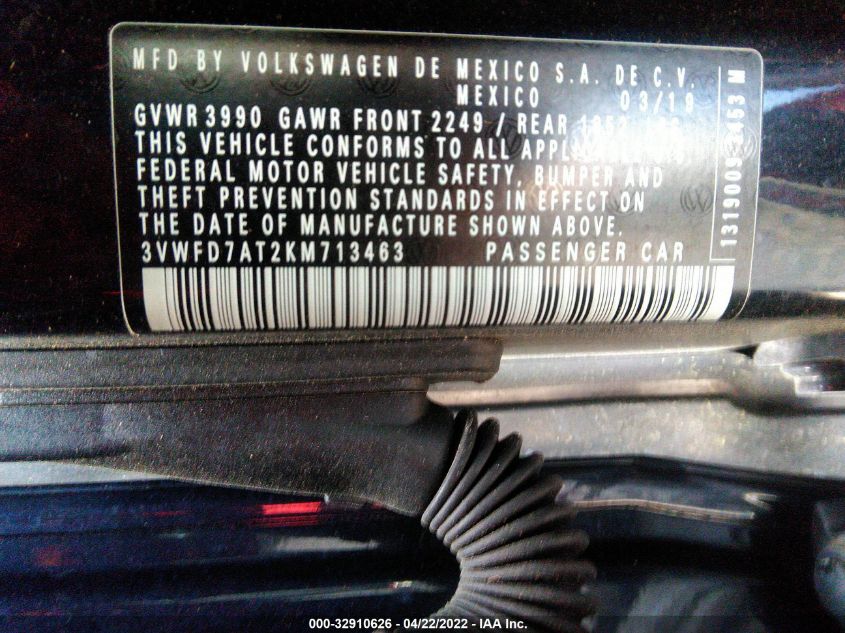 MFD BY VOLKSWAGEN DE MEXICO S.A. DE C.V.
MEXICO 03/19
GVWR 3990 GAWR FRONT 2249 / REAR
THIS VEHICLE CONFORMS TO ALL
FEDERAL MOTOR VEHICLE SAFETY, BUMPER AND
THEFT PREVENTION STANDARDS IN EFFECT ON
THE DATE OF MANUFACTURE SHOWN ABOVE.
3VWFD7AT2KM713463 PASSENGER CAR
M
000-32910626 - 04/22/2022 - IAA Inc.